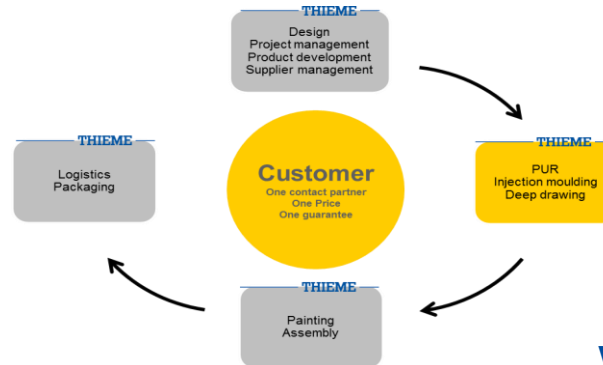 THIEME
Design
Project management
Product development
Supplier management
THIEME
Logistics
Packaging
Customer
One contact partner
One Price
One guarantee
THIEME
PUR
Injection moulding
Deep drawing
THIEME
Painting
Assembly